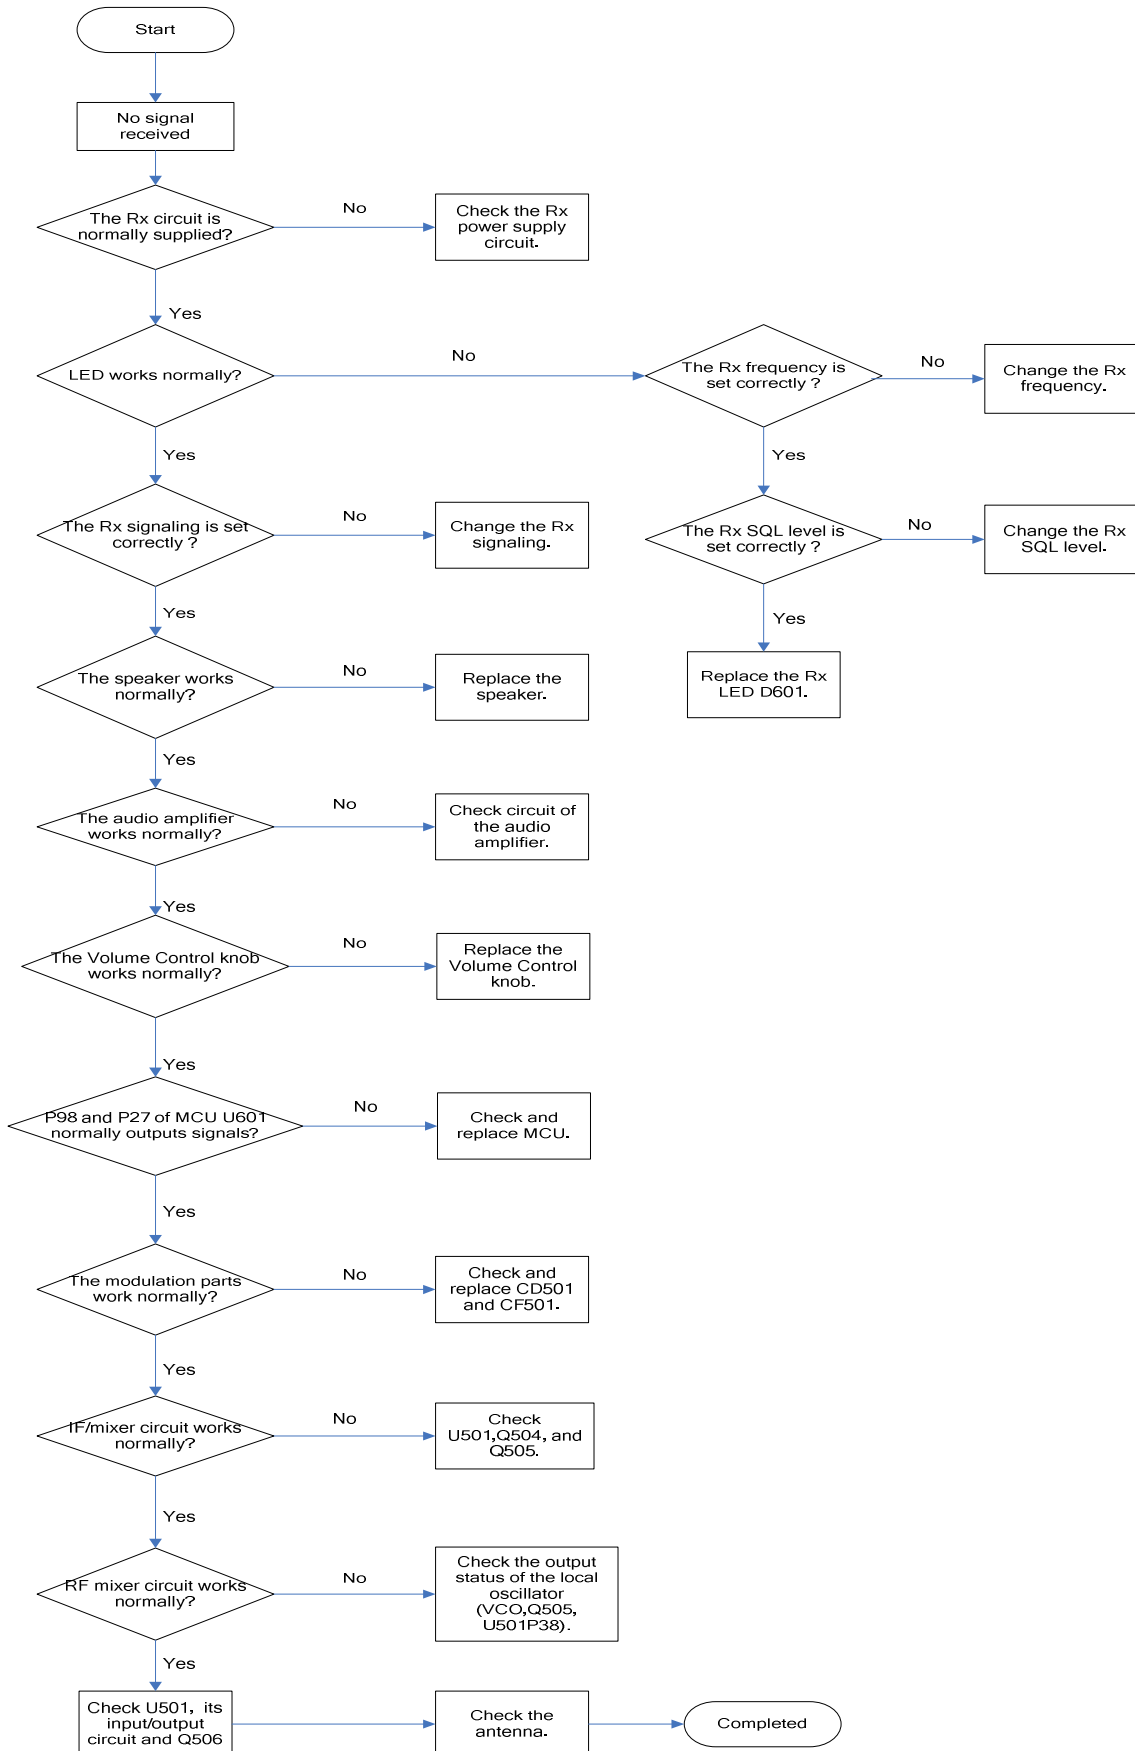 Start
No signal
received
The Rx circuit is
normally supplied?
No
Check the Rx
power supply
circuit.
Yes
LED works normally?
No
The Rx frequency is
set correctly ?
No
Change the Rx
frequency.
Yes
Yes
The Rx signaling is set
correctly ?
No
Change the Rx
signaling.
The Rx SQL level is
set correctly ?
No
Change the Rx
SQL level.
Yes
Yes
The speaker works
normally?
No
Replace the
speaker.
Replace the Rx
LED D601.
Yes
The audio amplifier
works normally?
No
Check circuit of
the audio
amplifier.
Yes
The Volume Control knob
works normally?
No
Replace the
Volume Control
knob.
Yes
P98 and P27 of MCU U601
normally outputs signals?
No
Check and
replace MCU.
Yes
The modulation parts
work normally?
No
Check and
replace CD501
and CF501.
Yes
IF/mixer circuit works
normally?
No
Check
U501,Q504, and
Q505.
Yes
RF mixer circuit works
normally?
No
Check the output
status of the local
oscillator
(VCO,Q505,
U501P38).
Yes
Check U501, its
input/output
circuit and Q506
Check the
antenna.
Completed